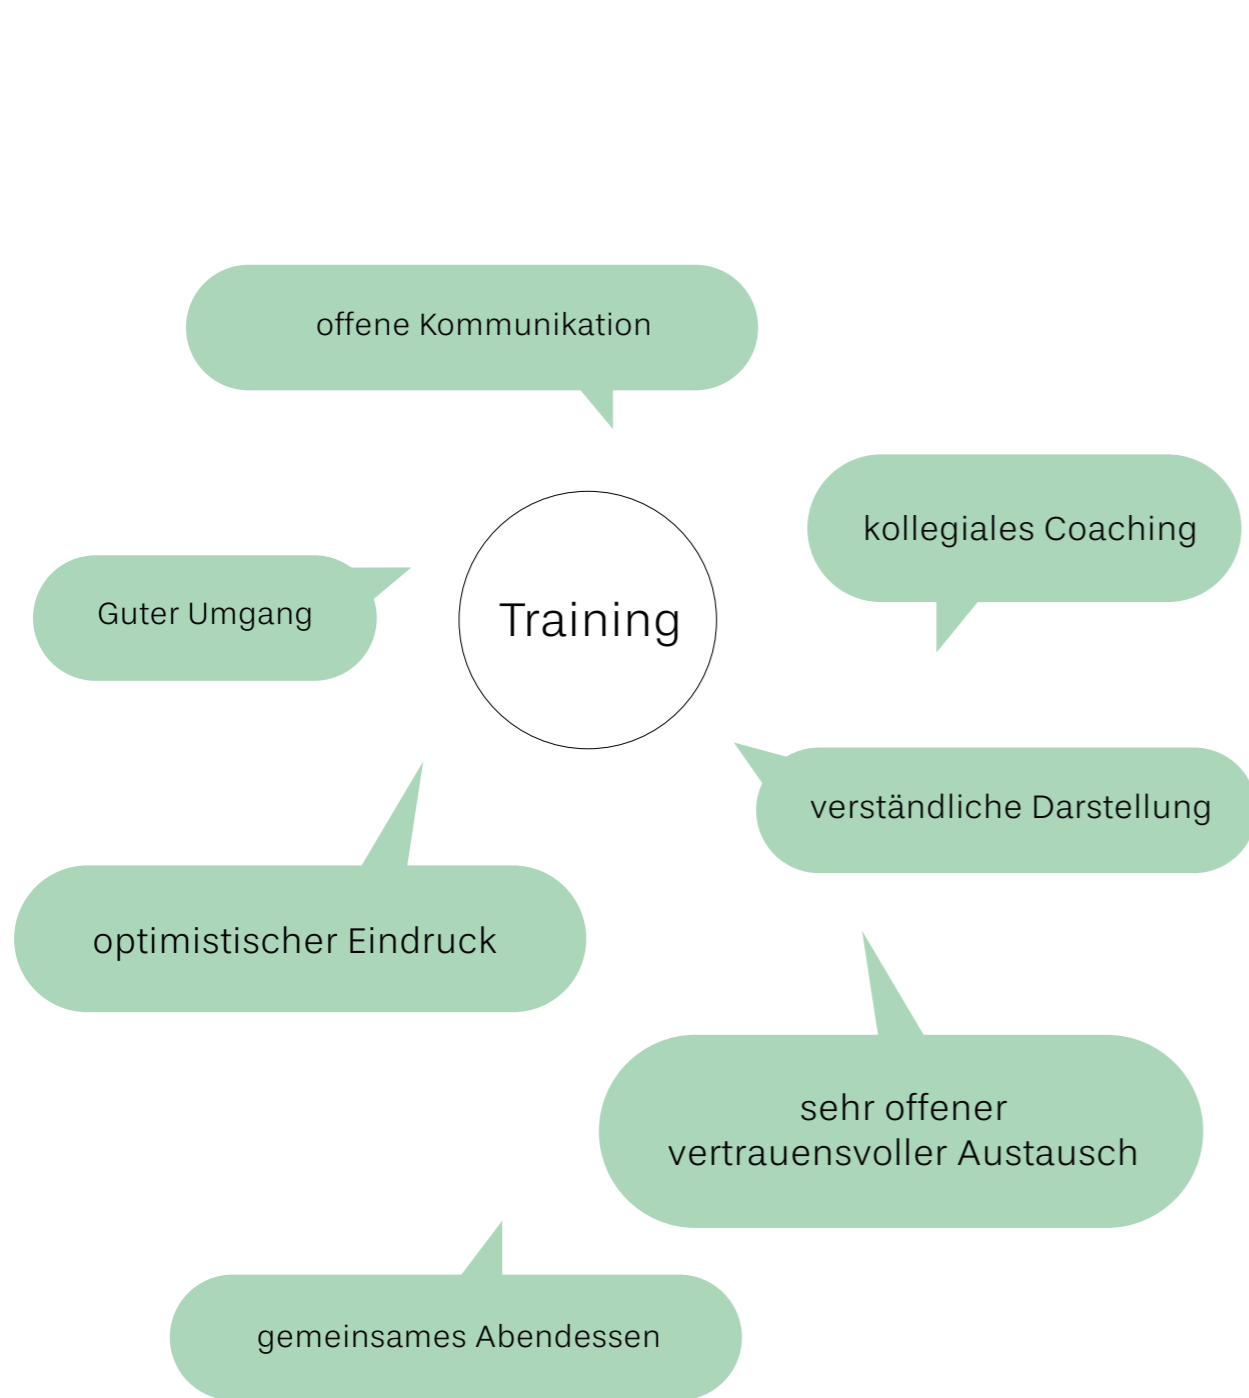 offene Kommunikation
kollegiales Coaching
Guter Umgang
Training
verständliche Darstellung
optimistischer Eindruck
sehr offener
vertrauensvoller Austausch
gemeinsames Abendessen